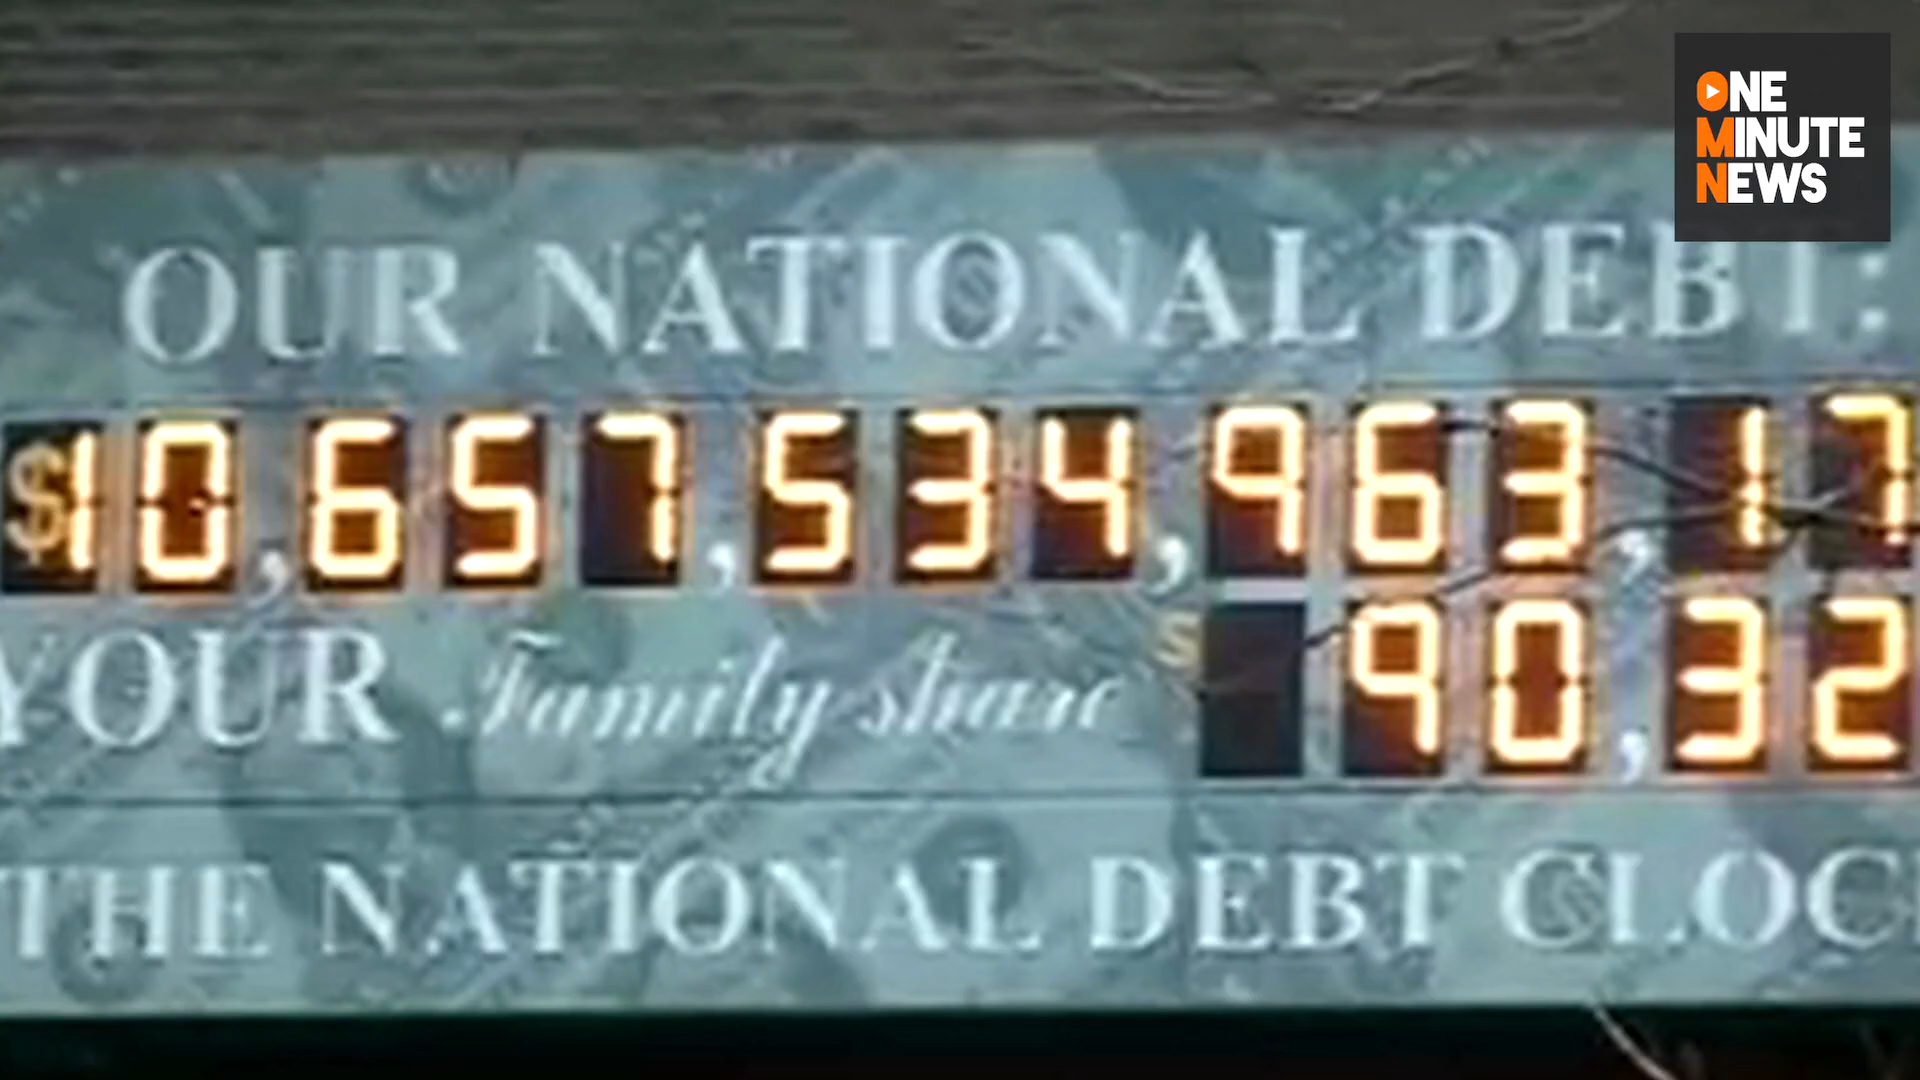 ONE
MINUTE
NEWS
OUR NATIONAL DEBT:
$10,657,534,963,17
YOUR Family share $ 90,32
THE NATIONAL DEBT CLOC